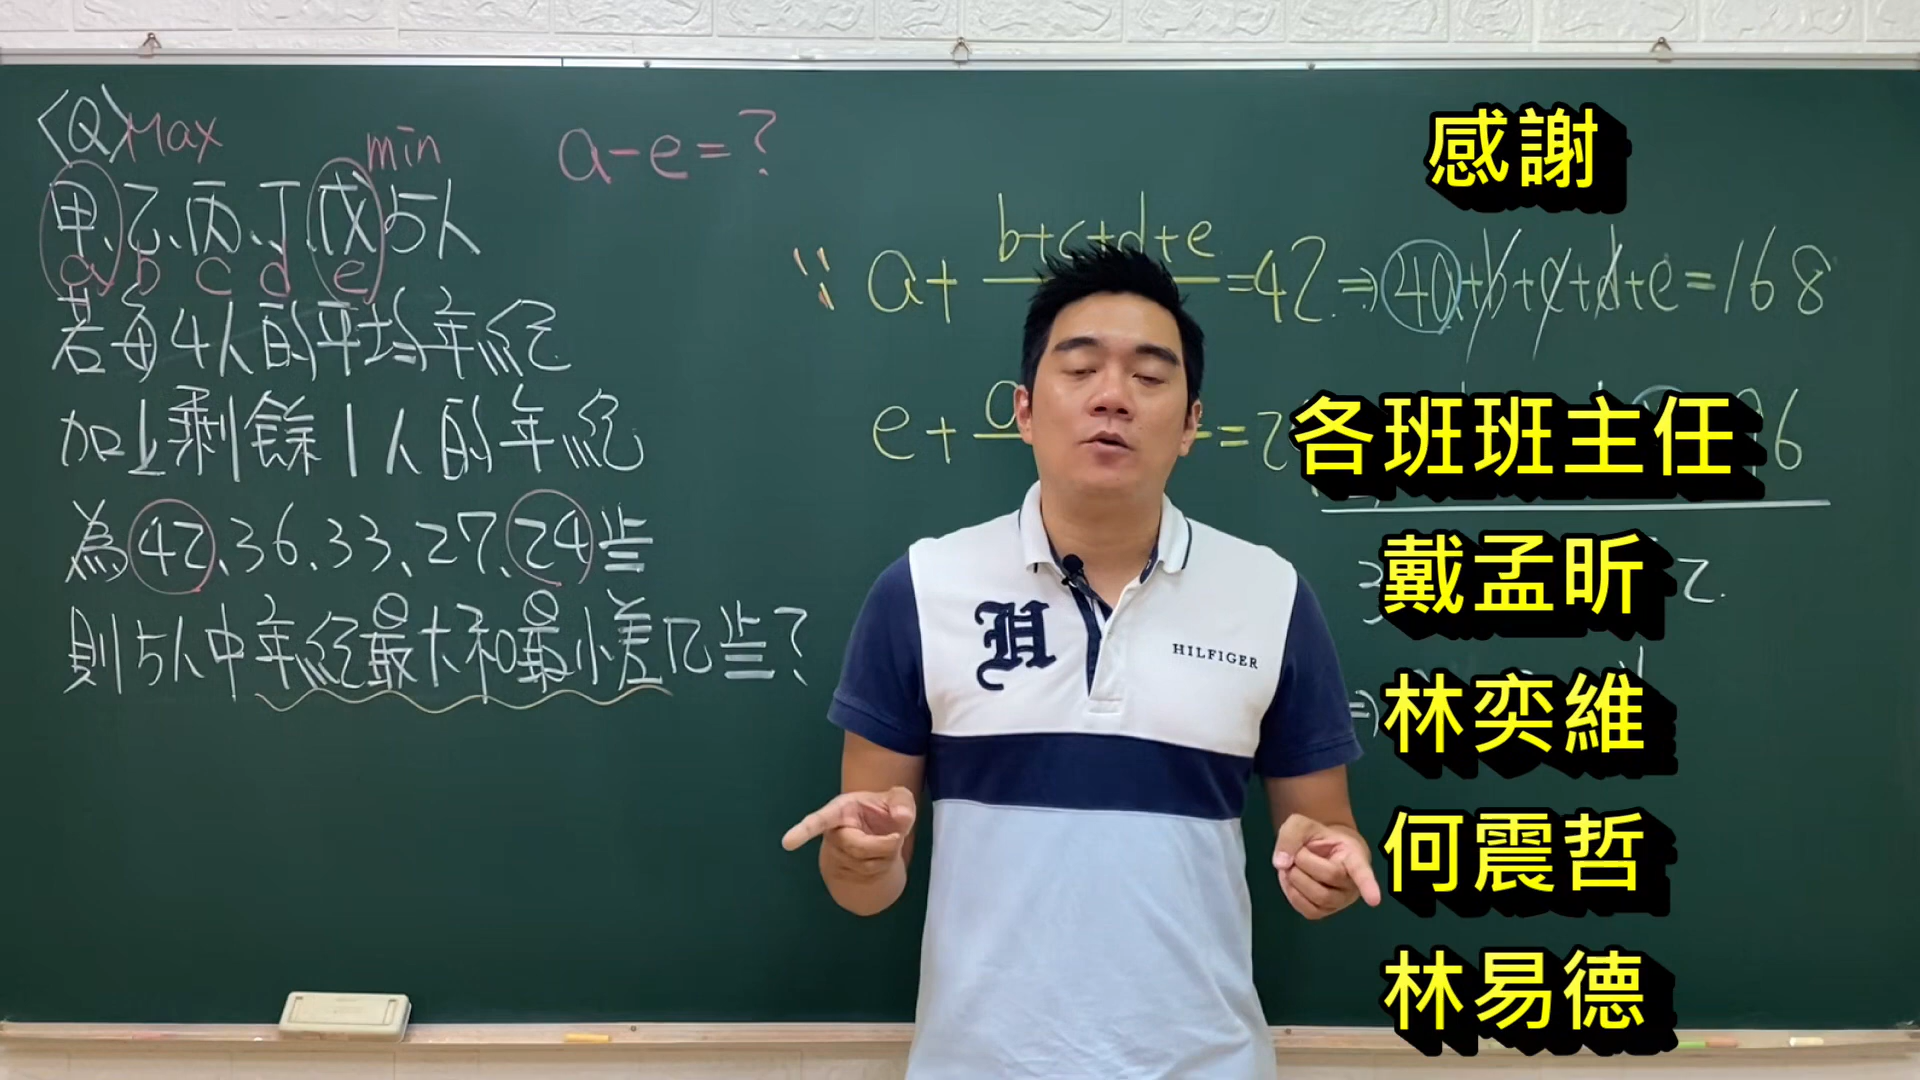 〈Q〉Max
min
甲、乙、丙、丁、戊5人
a b c d e
若每4人的平均年紀
加上剩餘1人的年紀
為42、36、33、27、24歲
則5人中年紀最大和最小差几歲?
a-e=?
b+c+d+e
∵ a+ =42⇒ 4a+b+c+d+e=168
e+ =2
96
感謝
各班班主任
戴孟昕
林奕維
何震哲
林易德
H
HILFIGER